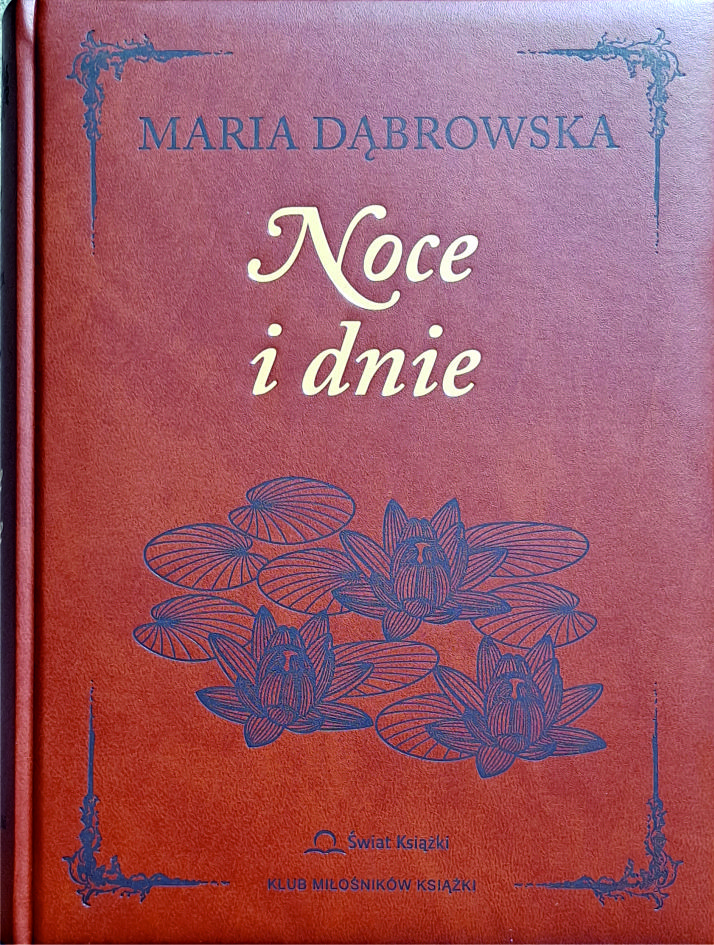 MARIA DĄBROWSKA
Noce
i dnie
Świat Książki
KLUB MIŁOŚNIKÓW KSIĄŻKI